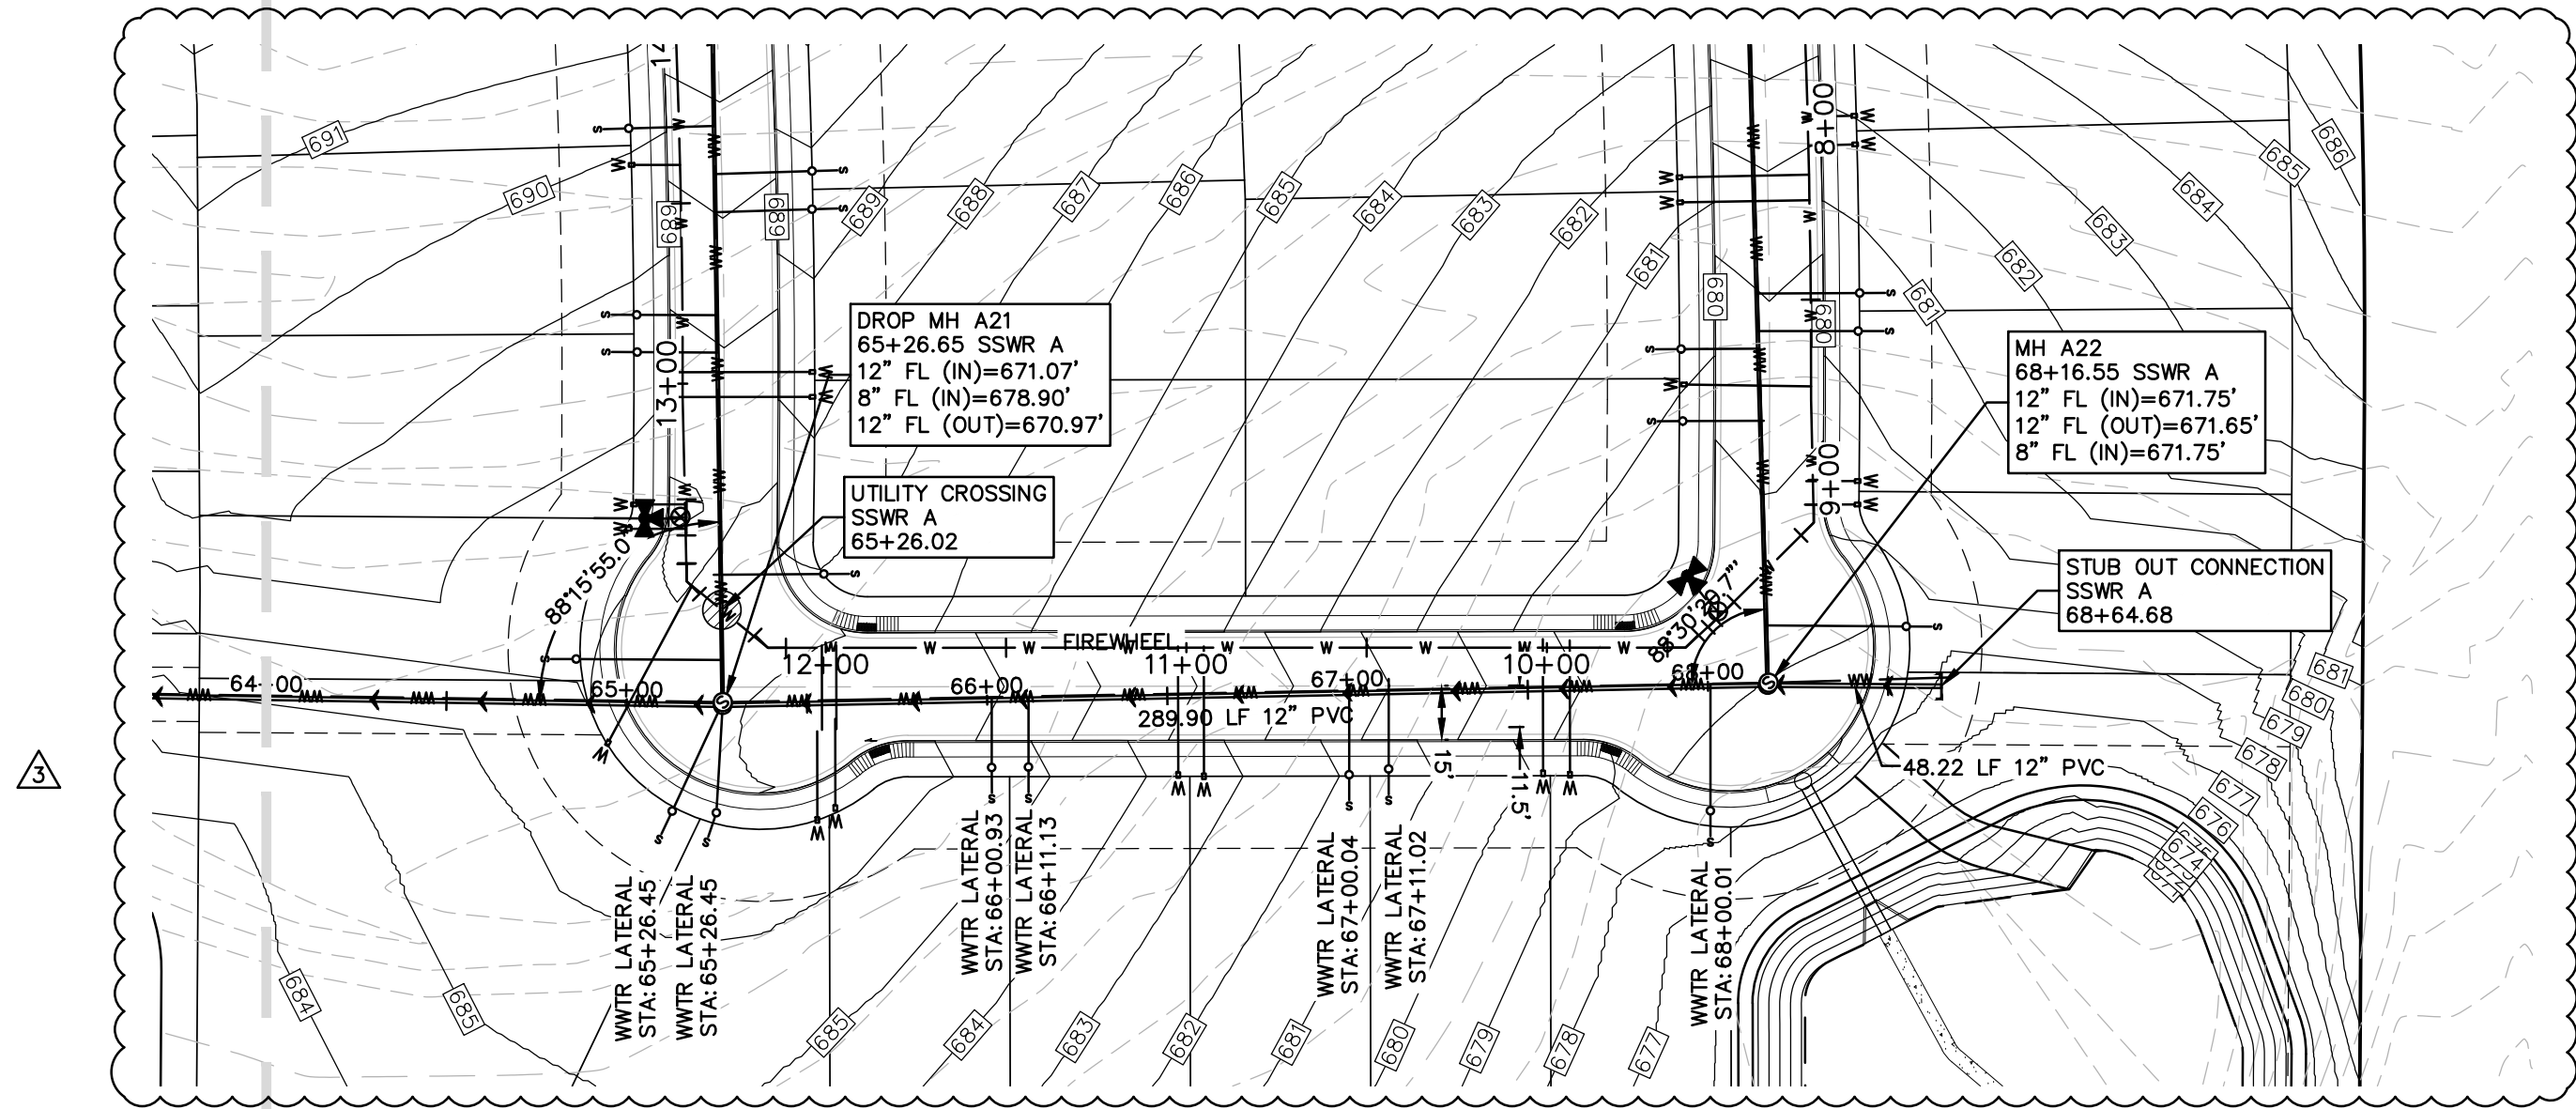 691
690
689
689
689
688
687
686
685
684
683
682
681
680
680
681
682
683
684
685
686
8+00
9+00
13+00
DROP MH A21
65+26.65 SSWR A
12" FL (IN)=671.07'
8" FL (IN)=678.90'
12" FL (OUT)=670.97'
UTILITY CROSSING
SSWR A
65+26.02
MH A22
68+16.55 SSWR A
12" FL (IN)=671.75'
12" FL (OUT)=671.65'
8" FL (IN)=671.75'
STUB OUT CONNECTION
SSWR A
68+64.68
FIREWHEEL
12+00
11+00
10+00
64+00
65+00
66+00
67+00
68+00
289.90 LF 12" PVC
48.22 LF 12" PVC
15'
11.5'
3
WWTR LATERAL
STA:65+26.45
WWTR LATERAL
STA:65+26.45
WWTR LATERAL
STA:66+00.93
WWTR LATERAL
STA:66+11.13
WWTR LATERAL
STA:67+00.04
WWTR LATERAL
STA:67+11.02
WWTR LATERAL
STA:68+00.01
681
680
679
678
677
676
674
684
685
685
684
683
682
681
680
679
678
677